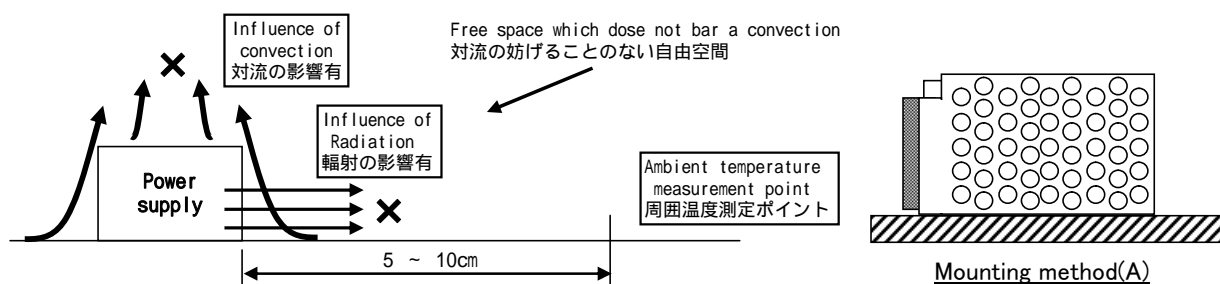 Influence of
convection
対流の影響有
Free space which dose not bar a convection
対流の妨げることのない自由空間
Influence of
Radiation
輻射の影響有
Power
supply
Ambient temperature
measurement point
周囲温度測定ポイント
5 ~ 10cm
Mounting method(A)